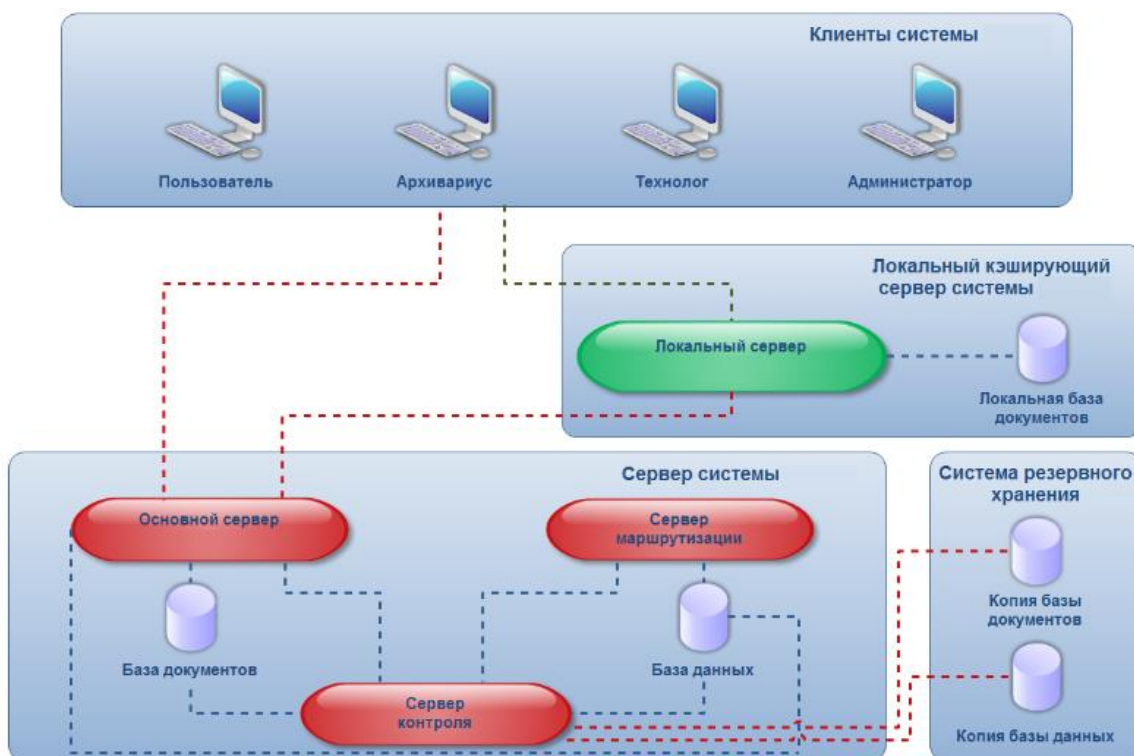 Клиенты системы
Пользователь
Архивариус
Технолог
Администратор
Локальный кэширующий
сервер системы
Локальный сервер
Локальная база
документов
Сервер системы
Основной сервер
Сервер
маршрутизации
База документов
База данных
Сервер
контроля
Система резервного
хранения
Копия базы
документов
Копия базы данных